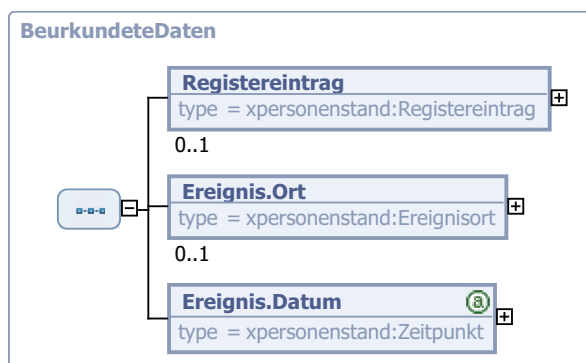 BeurkundeteDaten
Registereintrag
type = xpersonenstand:Registereintrag
0..1
Ereignis.Ort
type = xpersonenstand:Ereignisort
0..1
Ereignis.Datum @
type = xpersonenstand:Zeitpunkt